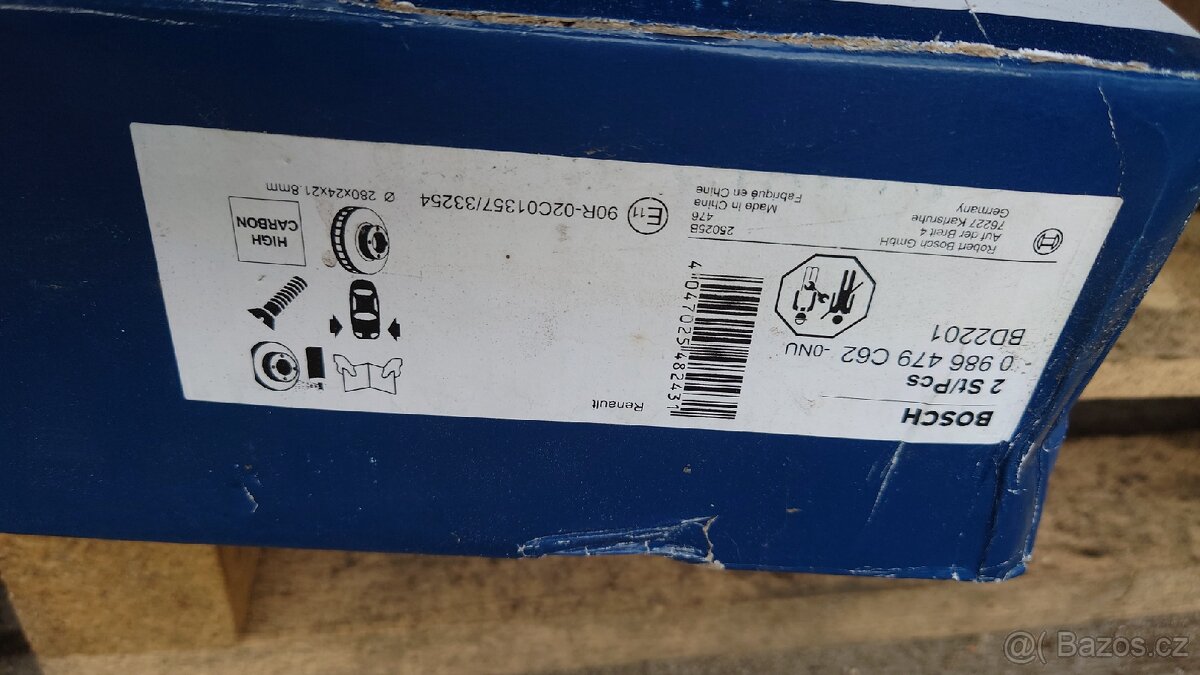 BOSCH
2 St/Pcs
0 986 479 C62 -0NU
BD2201
4 047025 482431
Renault
Robert Bosch GmbH
Auf der Breit 4
76227 Karlsruhe
Germany
25025B
476
Made in China
Fabriqué en Chine
E11
90R-02C01357/33254
HIGH
CARBON
Ø 280x24x21.8mm
@( Bazoš.cz